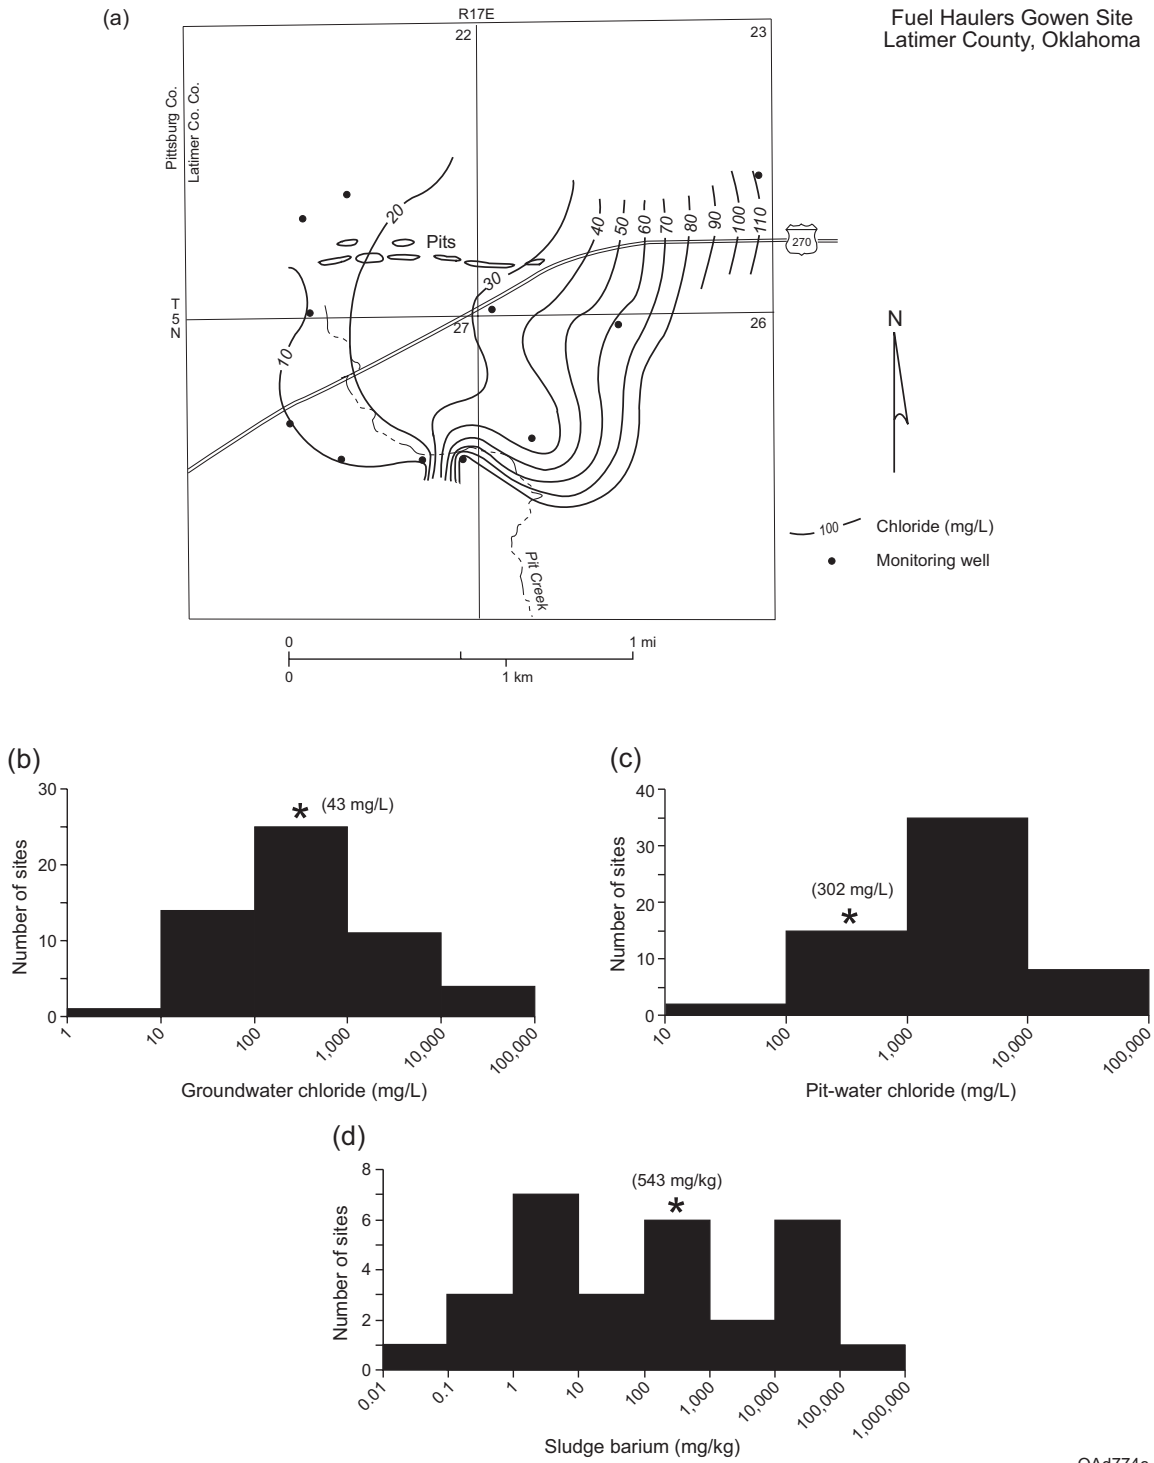 (a)
Fuel Haulers Gowen Site
Latimer County, Oklahoma
R17E
22
23
Pittsburg Co.
Latimer Co. Co.
20
Pits
30
40
50
60
70
80
90
100
110
270
T
5
N
27
26
10
N
Pit Creek
100
Chloride (mg/L)
Monitoring well
0
1 mi
0
1 km
(b)
30
20
10
0
Number of sites
(43 mg/L)
*
1
10
100
1,000
10,000
100,000
Groundwater chloride (mg/L)
(c)
40
30
20
10
0
Number of sites
(302 mg/L)
*
10
100
1,000
10,000
100,000
Pit-water chloride (mg/L)
(d)
8
6
4
2
0
Number of sites
(543 mg/kg)
*
0.01
0.1
1
10
100
1,000
10,000
100,000
1,000,000
Sludge barium (mg/kg)